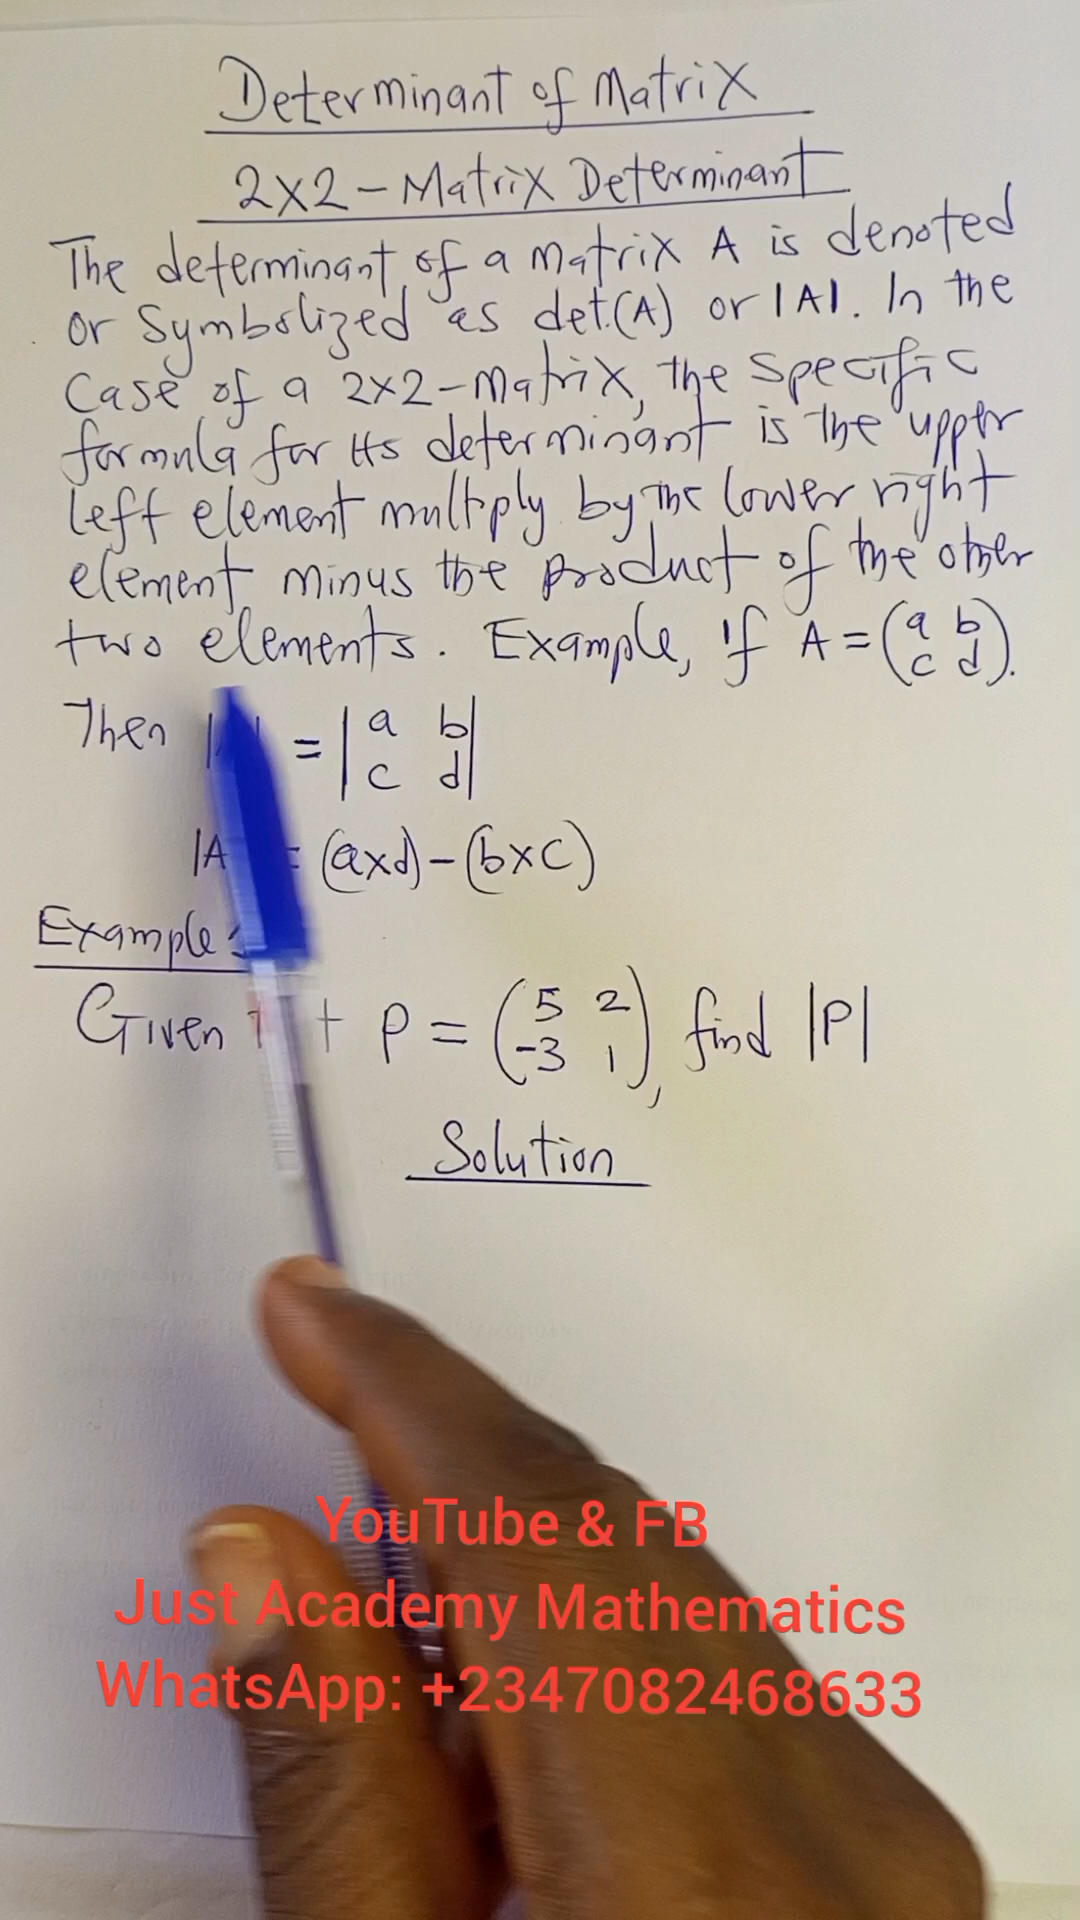 Determinant of Matrix
2x2 - Matrix Determinant
The determinant of a matrix A is denoted
or Symbolized as det.(A) or |A|. In the
Case of a 2x2 - Matrix, the specific
formula for its determinant is the upper
left element multiply by the lower right
element minus the product of the other
two elements. Example, if A = (a b
c d).
Then = |a b
c d|
|A = (axd) - (bxc)
Example
Given P = (5 2
-3 1), find |P|
Solution
YouTube & FB
Just Academy Mathematics
WhatsApp: +2347082468633